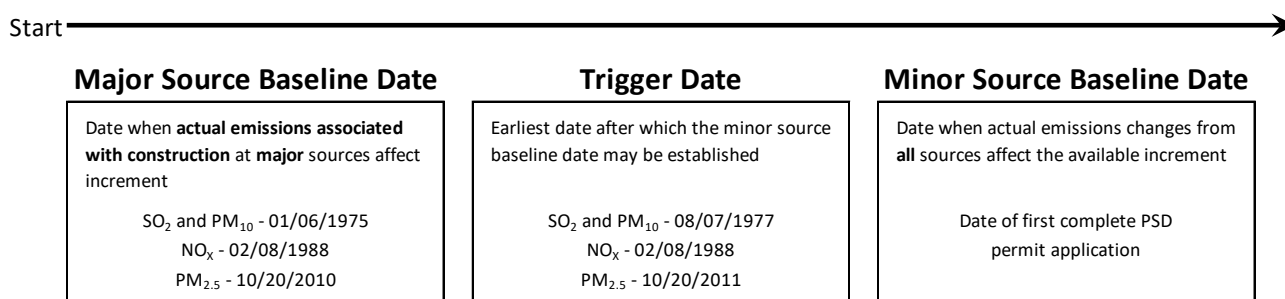 Start
Major Source Baseline Date
Date when actual emissions associated
with construction at major sources affect
increment
SO₂ and PM₁₀ - 01/06/1975
NOₓ - 02/08/1988
PM₂.₅ - 10/20/2010
Trigger Date
Earliest date after which the minor source
baseline date may be established
SO₂ and PM₁₀ - 08/07/1977
NOₓ - 02/08/1988
PM₂.₅ - 10/20/2011
Minor Source Baseline Date
Date when actual emissions changes from
all sources affect the available increment
Date of first complete PSD
permit application